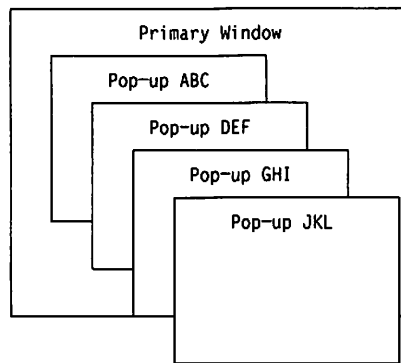 Primary Window
Pop-up ABC
Pop-up DEF
Pop-up GHI
Pop-up JKL